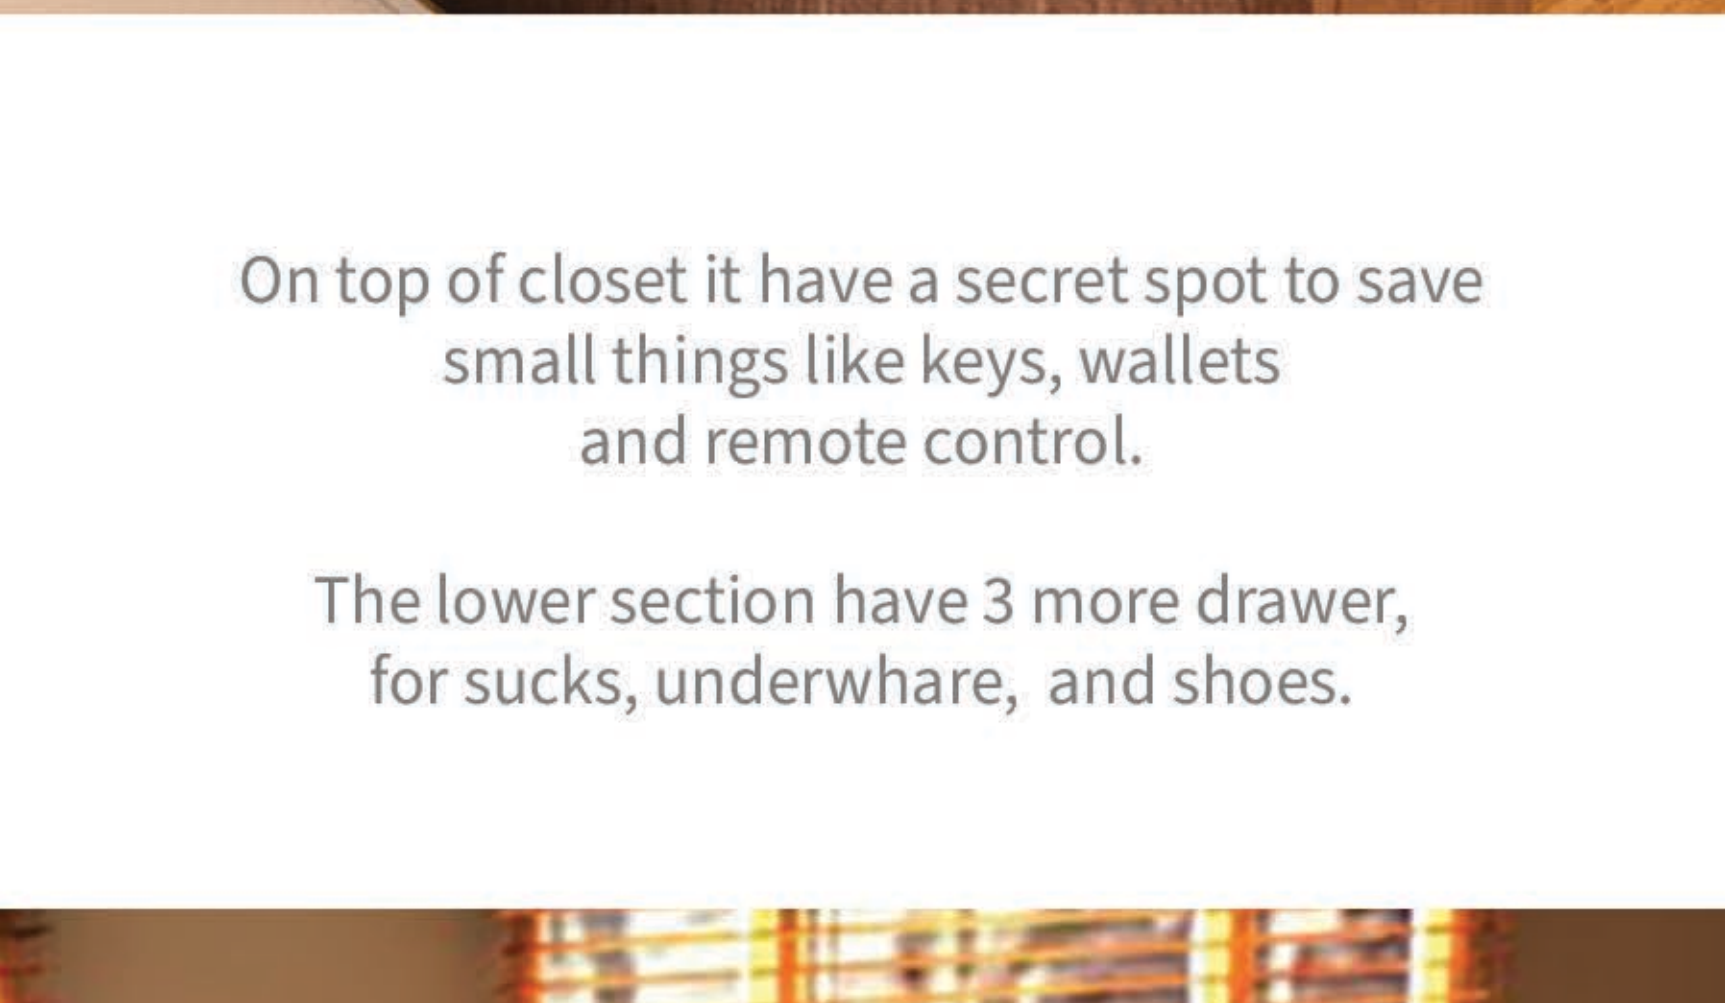 On top of closet it have a secret spot to save
small things like keys, wallets
and remote control.
The lower section have 3 more drawer,
for sucks, underwhare, and shoes.